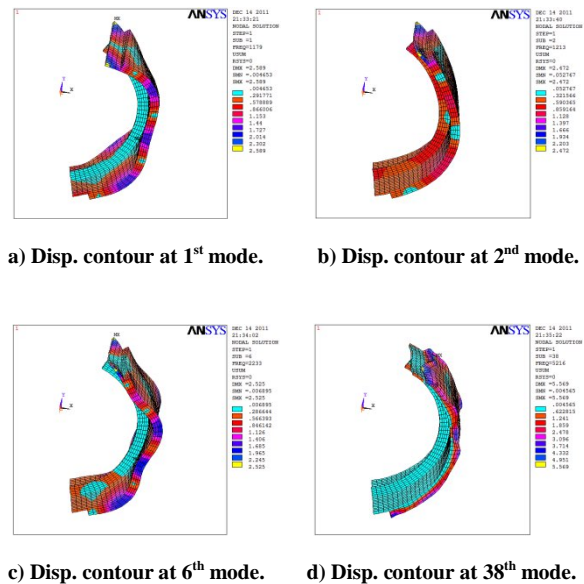 1
ANSYS
DEC 14 2011
21:33:21
NODAL SOLUTION
STEP=1
SUB =1
FREQ=1179
USUM
RSYS=0
DMX =2.589
SMN =.004653
SMX =2.589
.004653
.291771
.578889
.866006
1.153
1.44
1.727
2.014
2.302
2.589
MX
Y
X
a) Disp. contour at 1st mode.
1
ANSYS
DEC 14 2011
21:33:40
NODAL SOLUTION
STEP=1
SUB =2
FREQ=1213
USUM
RSYS=0
DMX =2.472
SMN =.052767
SMX =2.472
.052767
.321566
.590365
.859164
1.128
1.397
1.666
1.934
2.203
2.472
Y
X
b) Disp. contour at 2nd mode.
1
ANSYS
DEC 14 2011
21:34:02
NODAL SOLUTION
STEP=1
SUB =6
FREQ=2233
USUM
RSYS=0
DMX =2.525
SMN =.006895
SMX =2.525
.006895
.286644
.566393
.846142
1.126
1.406
1.685
1.965
2.245
2.525
MX
Y
X
c) Disp. contour at 6th mode.
1
ANSYS
DEC 14 2011
21:35:22
NODAL SOLUTION
STEP=1
SUB =38
FREQ=5216
USUM
RSYS=0
DMX =5.569
SMN =.004565
SMX =5.569
.004565
.622815
1.241
1.859
2.478
3.096
3.714
4.332
4.951
5.569
Y
X
d) Disp. contour at 38th mode.